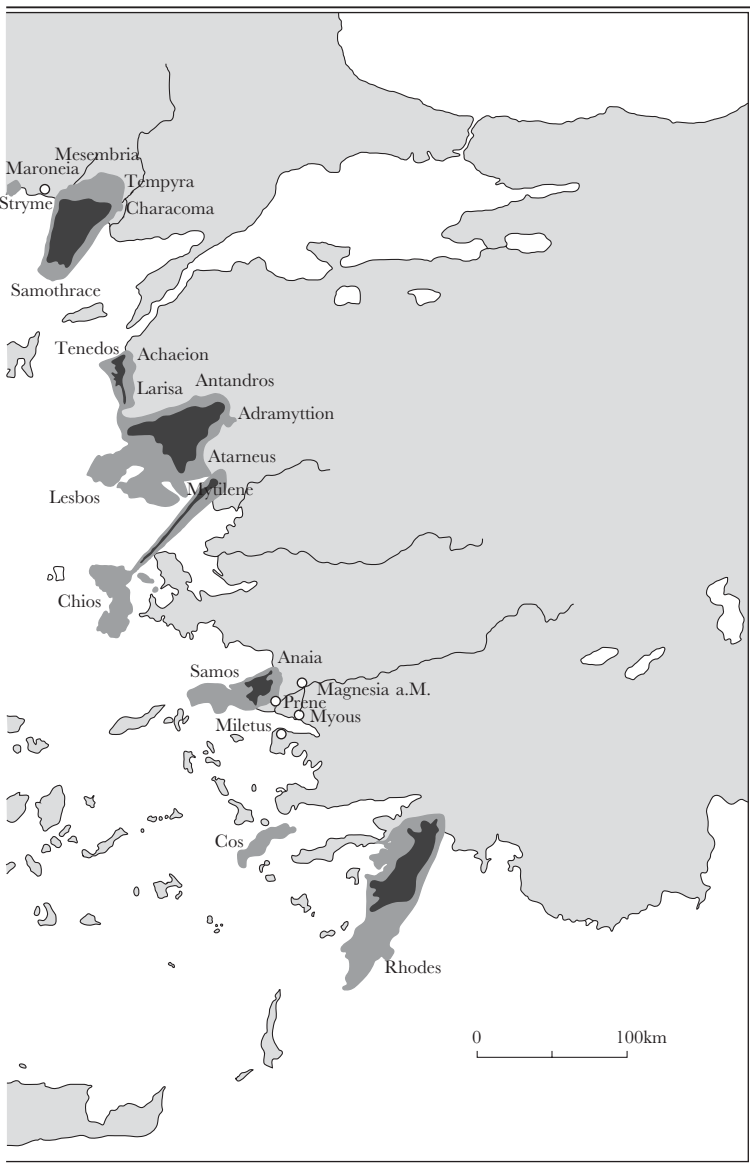 Mesembria
Maroneia
Tempyra
Stryme
Characoma
Samothrace
Tenedos
Achaeion
Larisa
Antandros
Adramyttion
Atarneus
Mytilene
Lesbos
Chios
Anaia
Samos
Magnesia a.M.
Prene
Myous
Miletus
Cos
Rhodes
0 100km